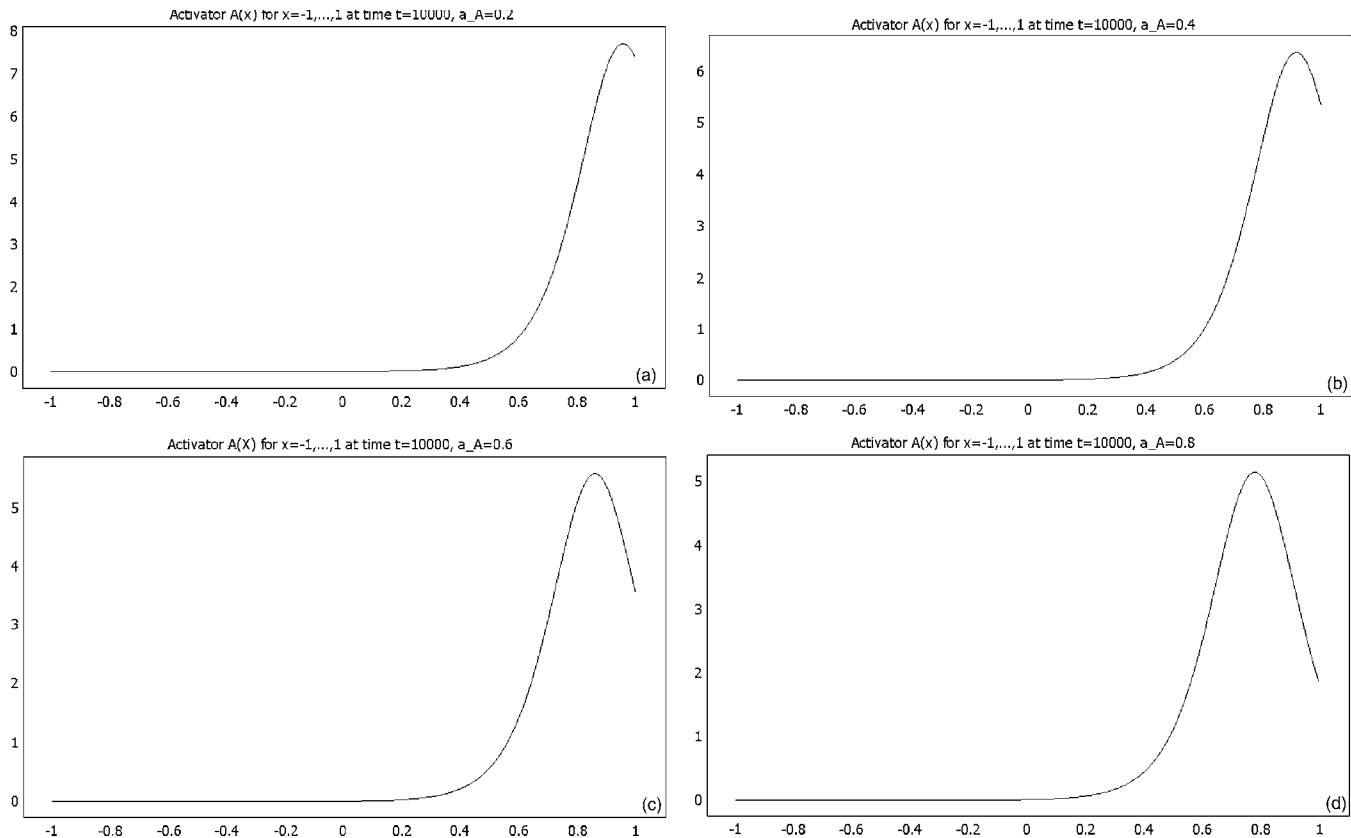 Activator A(x) for x=-1,...,1 at time t=10000, a_A=0.2
8
7
6
5
4
3
2
1
0
(a)
-1 -0.8 -0.6 -0.4 -0.2 0 0.2 0.4 0.6 0.8 1
Activator A(x) for x=-1,...,1 at time t=10000, a_A=0.4
6
5
4
3
2
1
0
(b)
-1 -0.8 -0.6 -0.4 -0.2 0 0.2 0.4 0.6 0.8 1
Activator A(X) for x=-1,...,1 at time t=10000, a_A=0.6
5
4
3
2
1
0
(c)
-1 -0.8 -0.6 -0.4 -0.2 0 0.2 0.4 0.6 0.8 1
Activator A(x) for x=-1,...,1 at time t=10000, a_A=0.8
5
4
3
2
1
0
(d)
-1 -0.8 -0.6 -0.4 -0.2 0 0.2 0.4 0.6 0.8 1